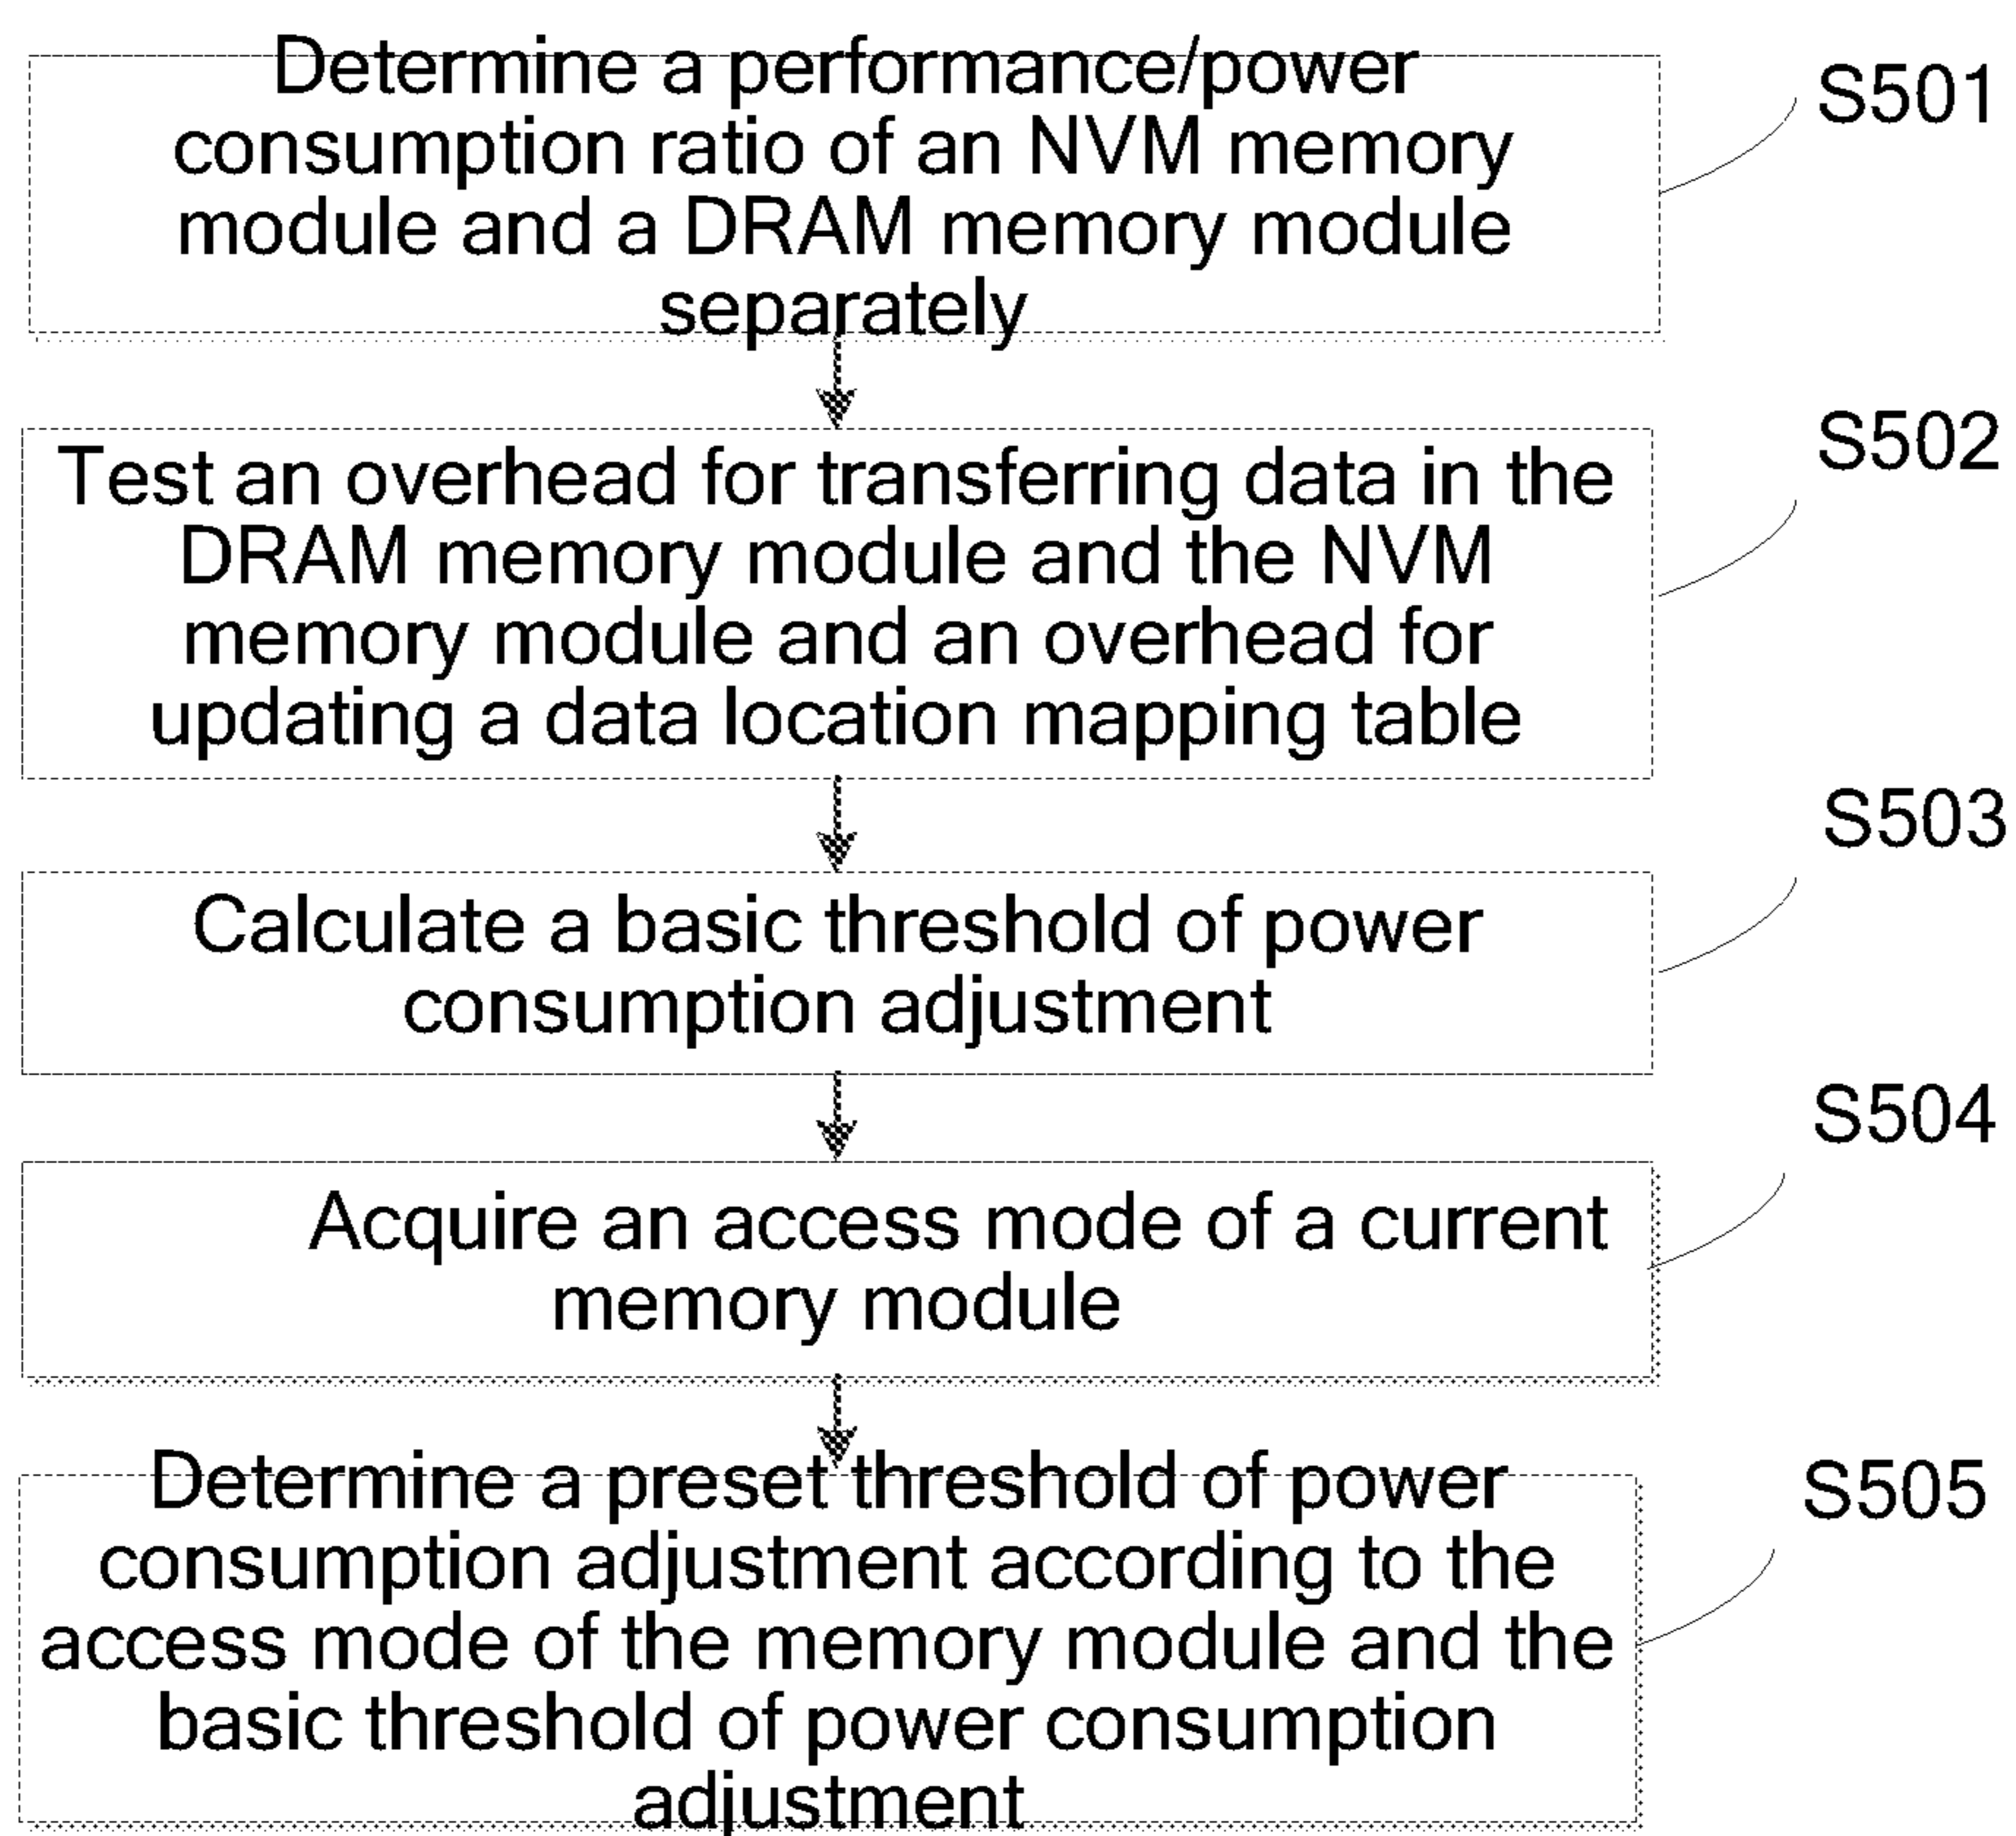 Determine a performance/power
consumption ratio of an NVM memory
module and a DRAM memory module
separately
S501
Test an overhead for transferring data in the
DRAM memory module and the NVM
memory module and an overhead for
updating a data location mapping table
S502
Calculate a basic threshold of power
consumption adjustment
S503
Acquire an access mode of a current
memory module
S504
Determine a preset threshold of power
consumption adjustment according to the
access mode of the memory module and the
basic threshold of power consumption
adjustment
S505